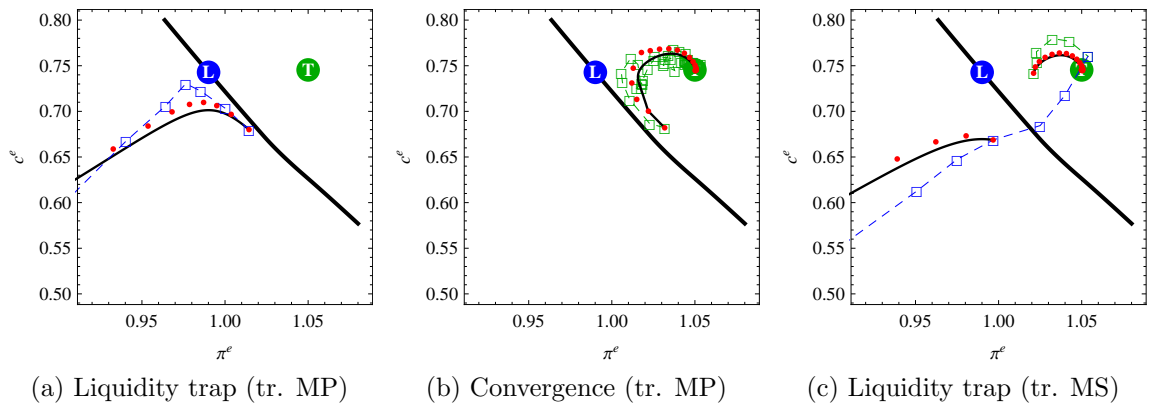 0.80
0.75
0.70
0.65
0.60
0.55
0.50
c^e
L
T
0.95 1.00 1.05
π^e
0.80
0.75
0.70
0.65
0.60
0.55
0.50
c^e
L
T
0.95 1.00 1.05
π^e
0.80
0.75
0.70
0.65
0.60
0.55
0.50
c^e
L
T
0.95 1.00 1.05
π^e
(a) Liquidity trap (tr. MP)
(b) Convergence (tr. MP)
(c) Liquidity trap (tr. MS)